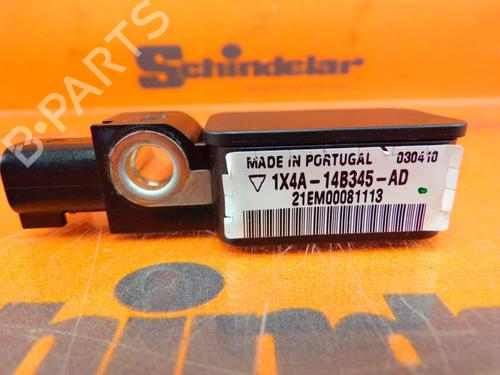 Schindelar
B-PARTS
MADE IN PORTUGAL 030410
1X4A-14B345-AD
21EM00081113